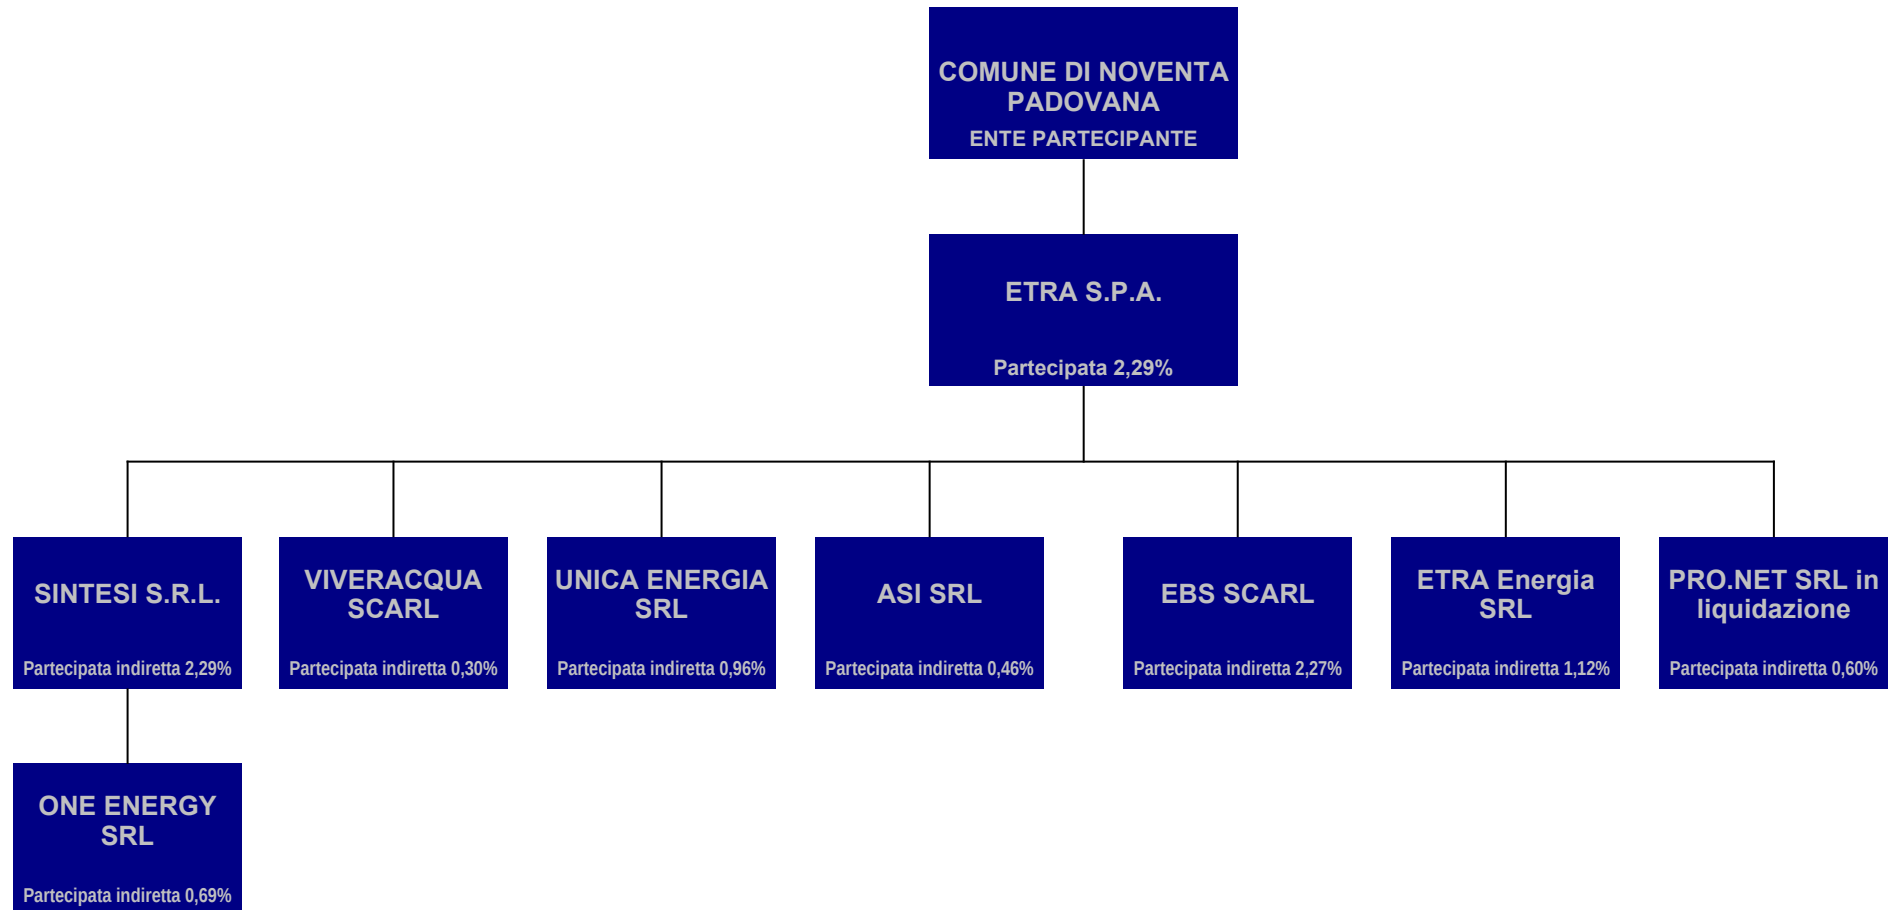 COMUNE DI NOVENTA
PADOVANA
ENTE PARTECIPANTE
ETRA S.P.A.
Partecipata 2,29%
SINTESI S.R.L.
Partecipata indiretta 2,29%
VIVERACQUA
SCARL
Partecipata indiretta 0,30%
UNICA ENERGIA
SRL
Partecipata indiretta 0,96%
ASI SRL
Partecipata indiretta 0,46%
EBS SCARL
Partecipata indiretta 2,27%
ETRA Energia
SRL
Partecipata indiretta 1,12%
PRO.NET SRL in
liquidazione
Partecipata indiretta 0,60%
ONE ENERGY
SRL
Partecipata indiretta 0,69%